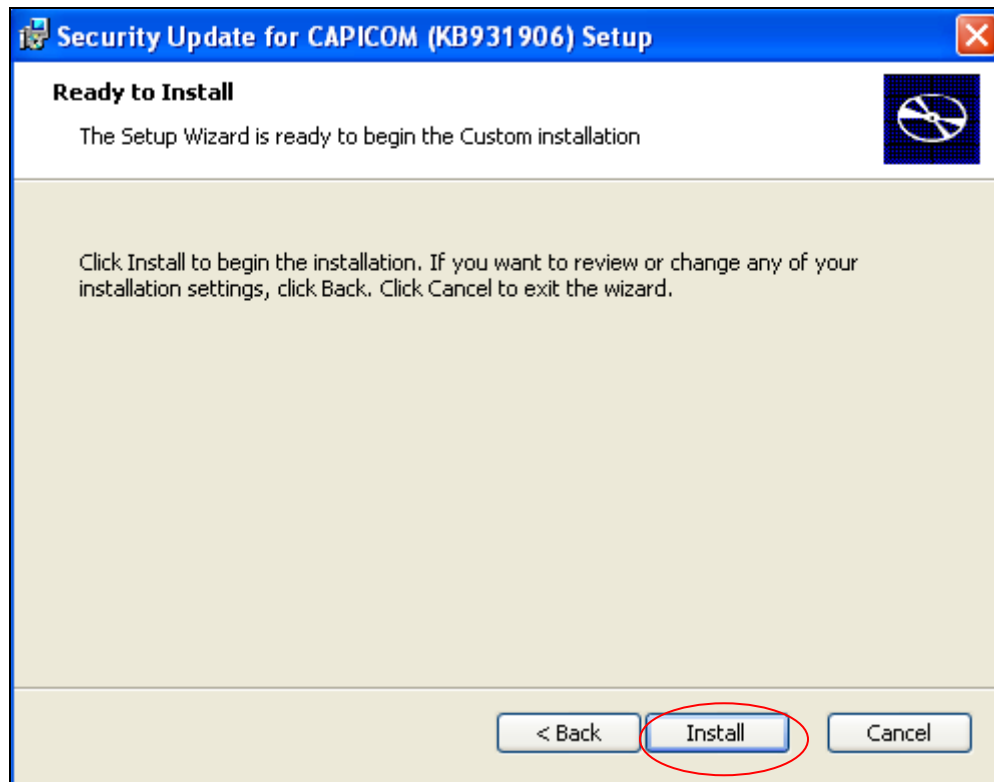 Security Update for CAPICOM (KB931906) Setup
Ready to Install
The Setup Wizard is ready to begin the Custom installation
Click Install to begin the installation. If you want to review or change any of your
installation settings, click Back. Click Cancel to exit the wizard.
< Back Install Cancel